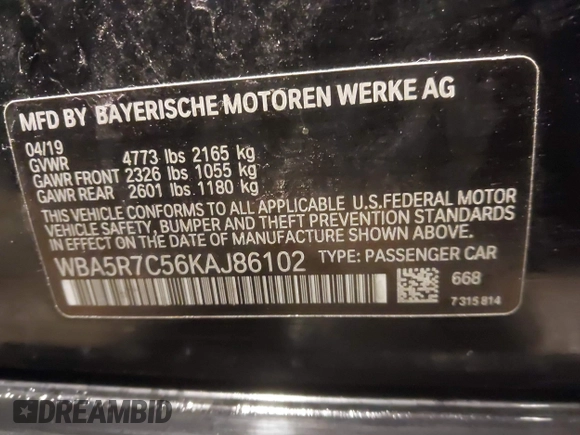 MFD BY BAYERISCHE MOTOREN WERKE AG
04/19
GVWR 4773 lbs 2165 kg
GAWR FRONT 2326 lbs 1055 kg
GAWR REAR 2601 lbs 1180 kg
THIS VEHICLE CONFORMS TO ALL APPLICABLE U.S.FEDERAL MOTOR
VEHICLE SAFETY, BUMPER AND THEFT PREVENTION STANDARDS
IN EFFECT ON THE DATE OF MANUFACTURE SHOWN ABOVE.
WBA5R7C56KAJ86102 TYPE: PASSENGER CAR
668
7 315 814
DREAMBID